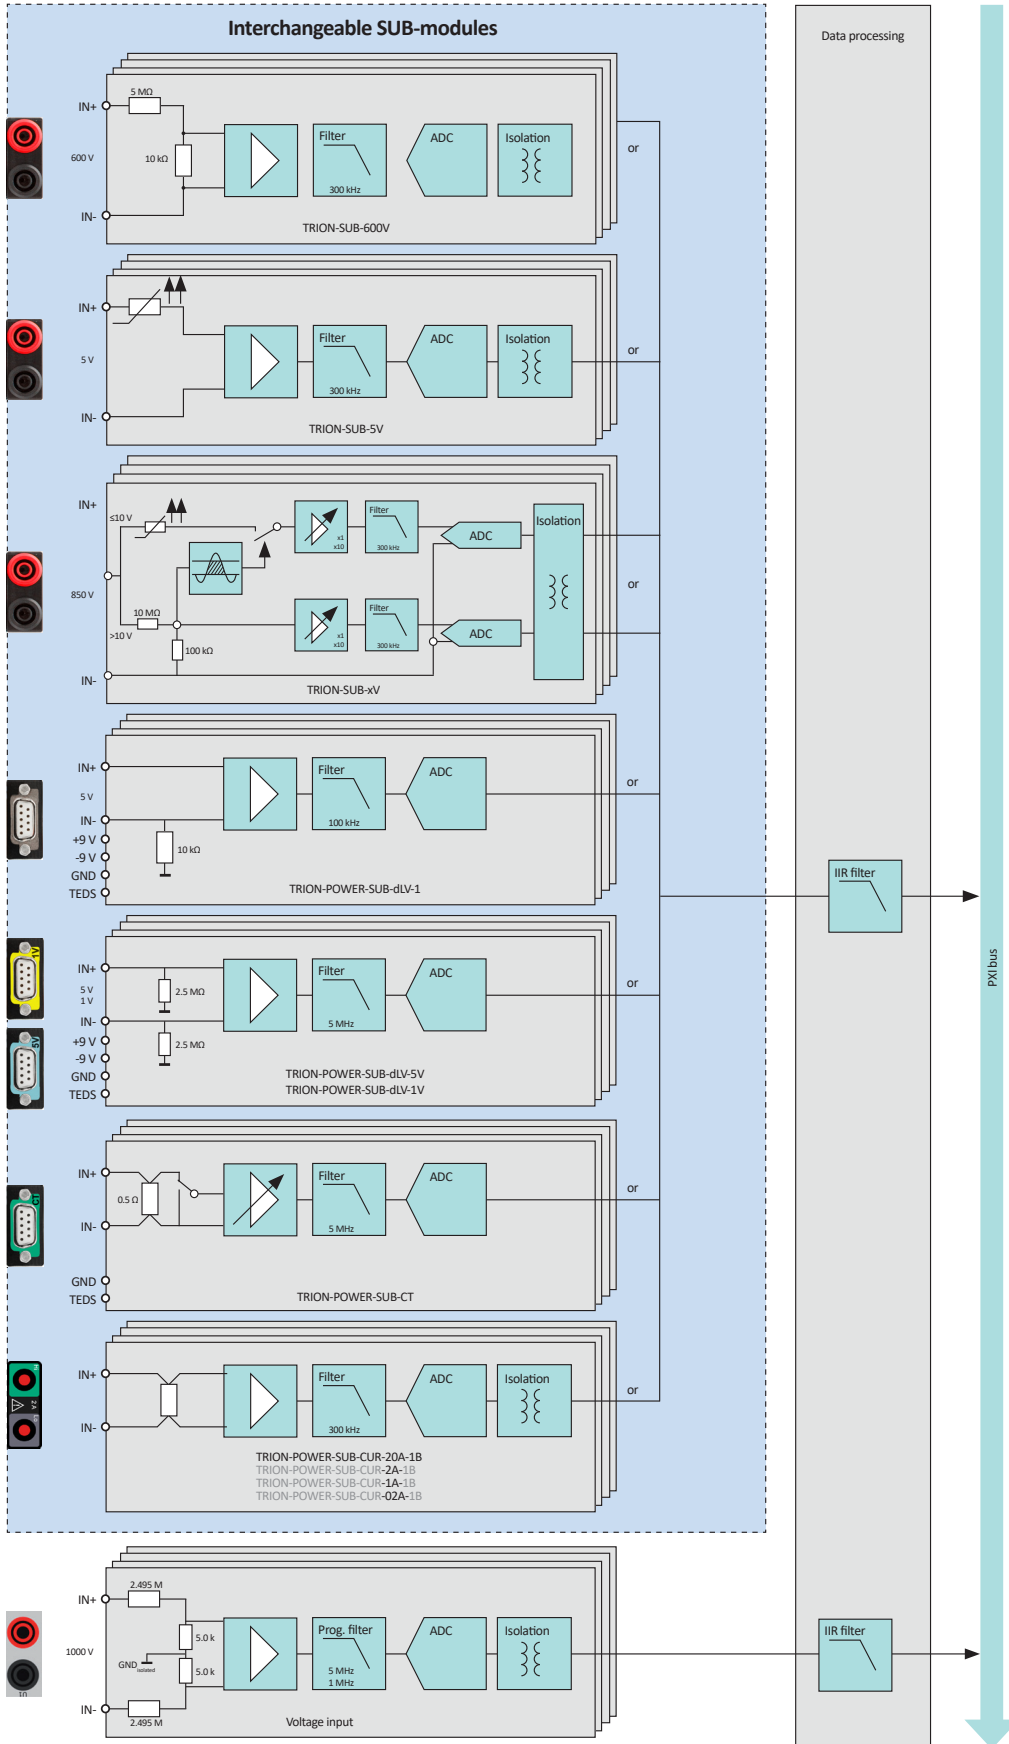 Interchangeable SUB-modules
Data processing
5 MΩ
IN+
600 V
10 kΩ
IN-
Filter
300 kHz
ADC
Isolation
or
TRION-SUB-600V
IN+
5 V
IN-
Filter
300 kHz
ADC
Isolation
or
TRION-SUB-5V
IN+
≤10 V
850 V
10 MΩ
>10 V
100 kΩ
IN-
x1
x10
Filter
300 kHz
ADC
x1
x10
Filter
300 kHz
ADC
Isolation
or
TRION-SUB-xV
IN+
5 V
IN-
+9 V
-9 V
GND
TEDS
10 kΩ
Filter
100 kHz
ADC
or
TRION-POWER-SUB-dLV-1
IIR filter
PXI bus
1V
5V
IN+
5 V
1 V
IN-
+9 V
-9 V
GND
TEDS
2.5 MΩ
2.5 MΩ
Filter
5 MHz
ADC
or
TRION-POWER-SUB-dLV-5V
TRION-POWER-SUB-dLV-1V
CT
IN+
0.5 Ω
IN-
GND
TEDS
Filter
5 MHz
ADC
or
TRION-POWER-SUB-CT
2 A
IN+
IN-
Filter
300 kHz
ADC
Isolation
or
TRION-POWER-SUB-CUR-20A-1B
TRION-POWER-SUB-CUR-2A-1B
TRION-POWER-SUB-CUR-1A-1B
TRION-POWER-SUB-CUR-02A-1B
2.495 M
IN+
1000 V
5.0 k
GND
isolated
5.0 k
IN-
2.495 M
Prog. filter
5 MHz
1 MHz
ADC
Isolation
Voltage input
IIR filter